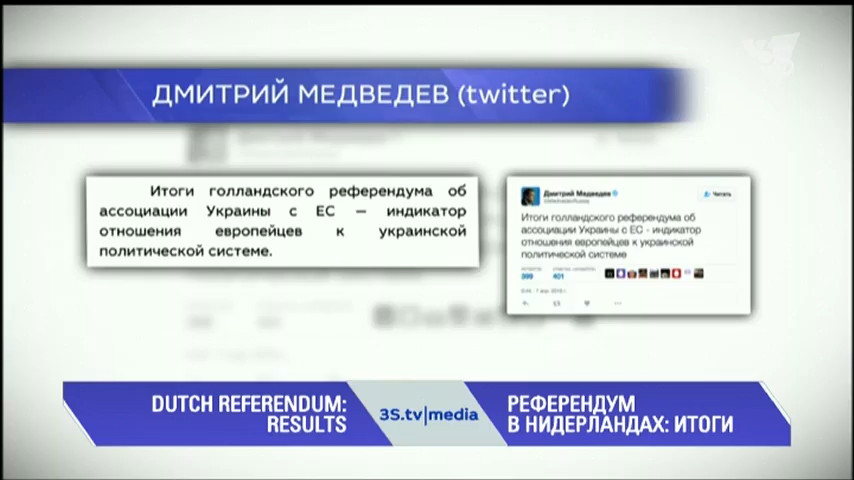 ДМИТРИЙ МЕДВЕДЕВ (twitter)
Итоги голландского референдума об
ассоциации Украины с ЕС – индикатор
отношения европейцев к украинской
политической системе.
Дмитрий Медведев
Читать
Итоги голландского референдума об
ассоциации Украины с ЕС - индикатор
отношения европейцев к украинской
политической системе
399 401
DUTCH REFERENDUM:
RESULTS
3S.tv|media
РЕФЕРЕНДУМ
В НИДЕРЛАНДАХ: ИТОГИ